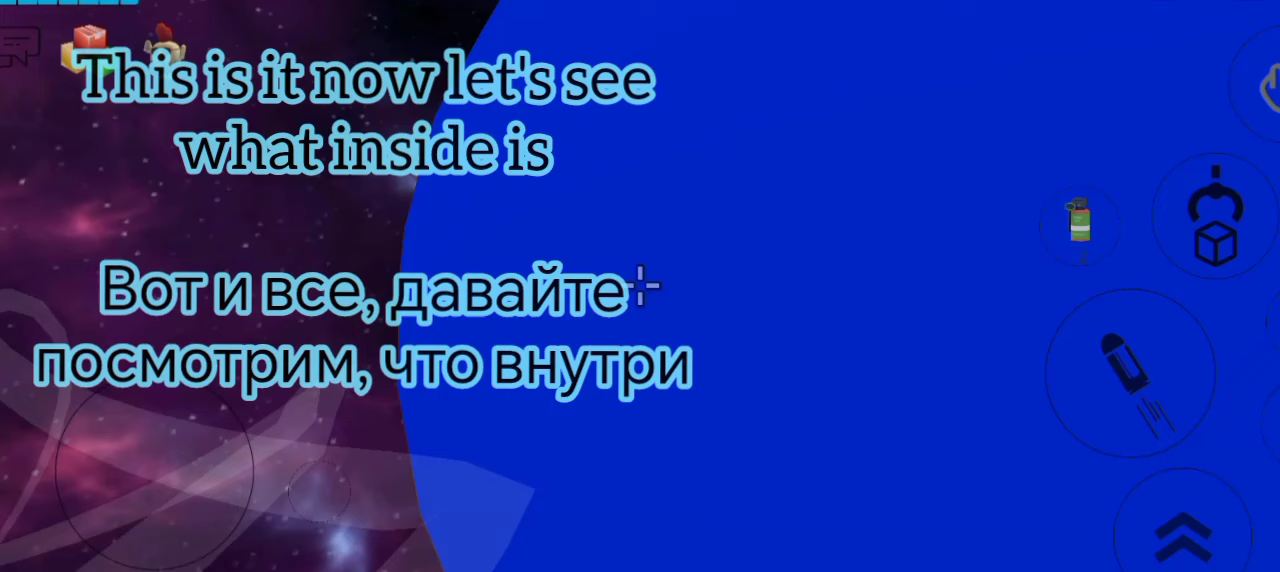 This is it now let's see
what inside is
Вот и все, давайте
посмотрим, что внутри